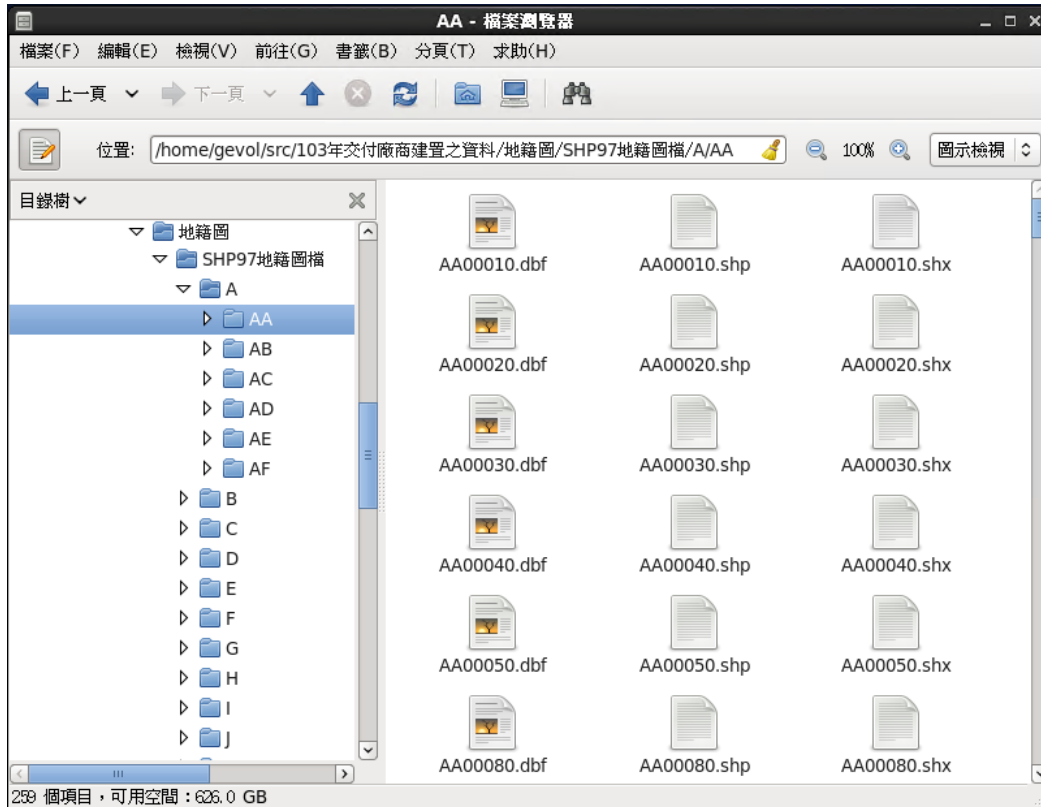 AA - 檔案瀏覽器
檔案(F) 編輯(E) 檢視(V) 前往(G) 書籤(B) 分頁(T) 求助(H)
上一頁 下一頁
位置: /home/gevol/src/103年交付廠商建置之資料/地籍圖/SHP97地籍圖檔/A/AA 100% 圖示檢視
目錄樹
地籍圖
SHP97地籍圖檔
A
AA
AB
AC
AD
AE
AF
B
C
D
E
F
G
H
I
J
AA00010.dbf AA00010.shp AA00010.shx
AA00020.dbf AA00020.shp AA00020.shx
AA00030.dbf AA00030.shp AA00030.shx
AA00040.dbf AA00040.shp AA00040.shx
AA00050.dbf AA00050.shp AA00050.shx
AA00080.dbf AA00080.shp AA00080.shx
259 個項目，可用空間：626.0 GB